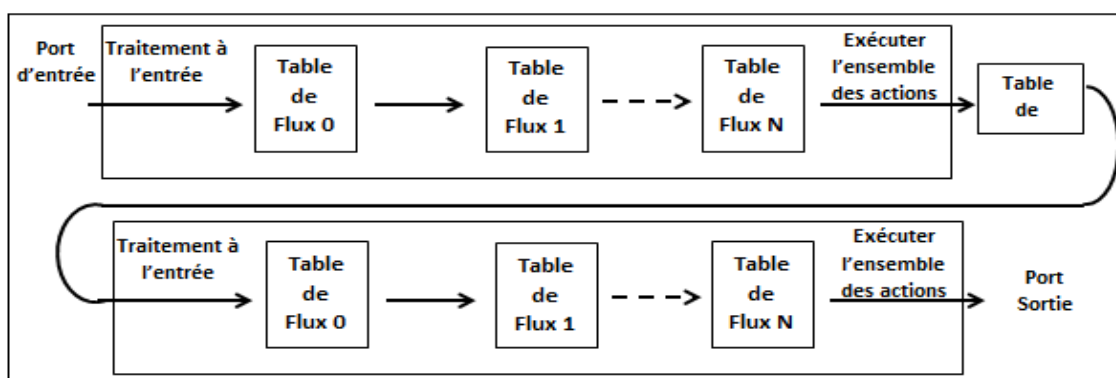 Port
d'entrée
Traitement à
l'entrée
Table
de
Flux 0
Table
de
Flux 1
Table
de
Flux N
Exécuter
l'ensemble
des actions
Table
de
Traitement à
l'entrée
Table
de
Flux 0
Table
de
Flux 1
Table
de
Flux N
Exécuter
l'ensemble
des actions
Port
Sortie